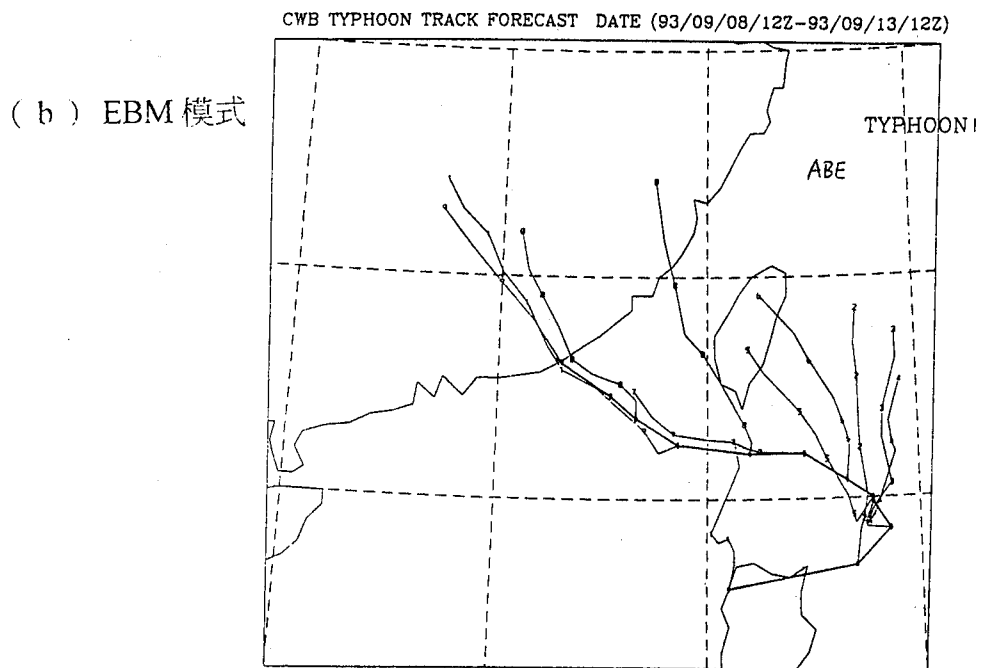 CWB TYPHOON TRACK FORECAST DATE (93/09/08/12Z-93/09/13/12Z)
( b ) EBM 模式
TYPHOON!
ABE